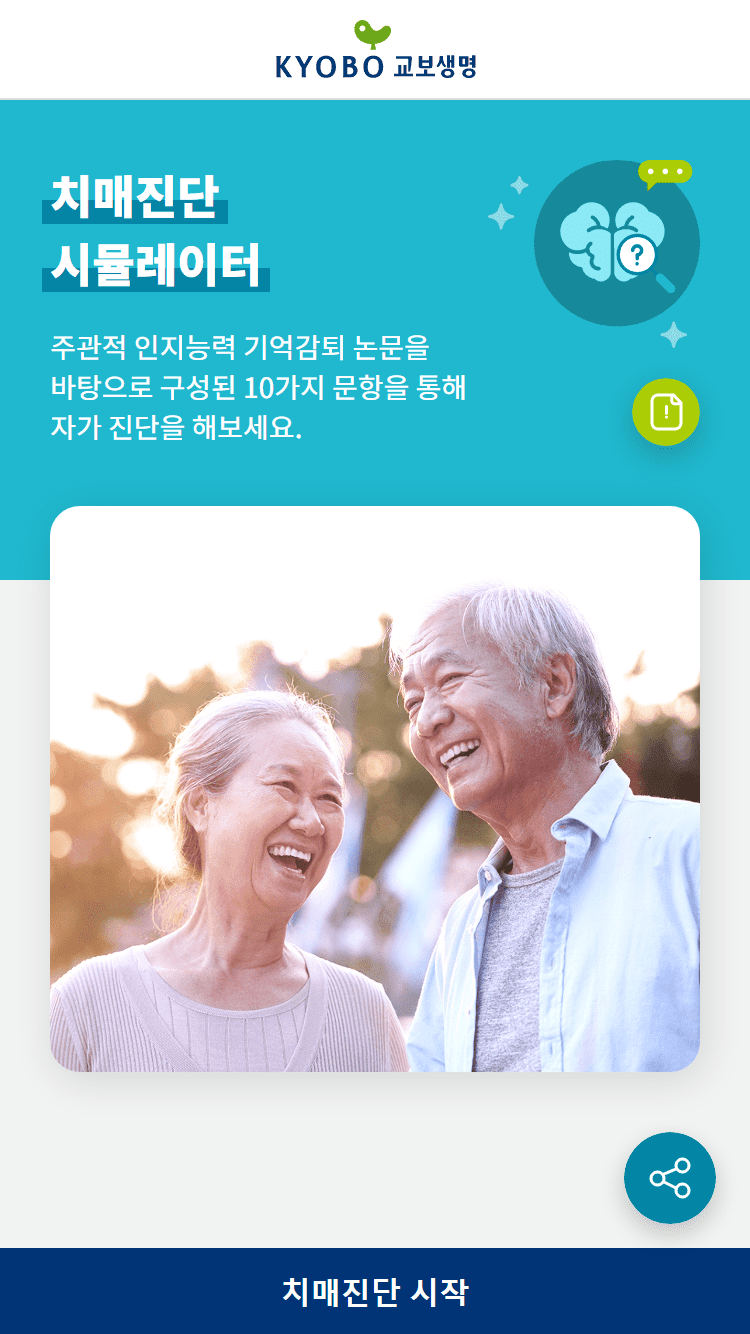 KYOBO 교보생명
치매진단
시뮬레이터
주관적 인지능력 기억감퇴 논문을
바탕으로 구성된 10가지 문항을 통해
자가 진단을 해보세요.
?
!
치매진단 시작